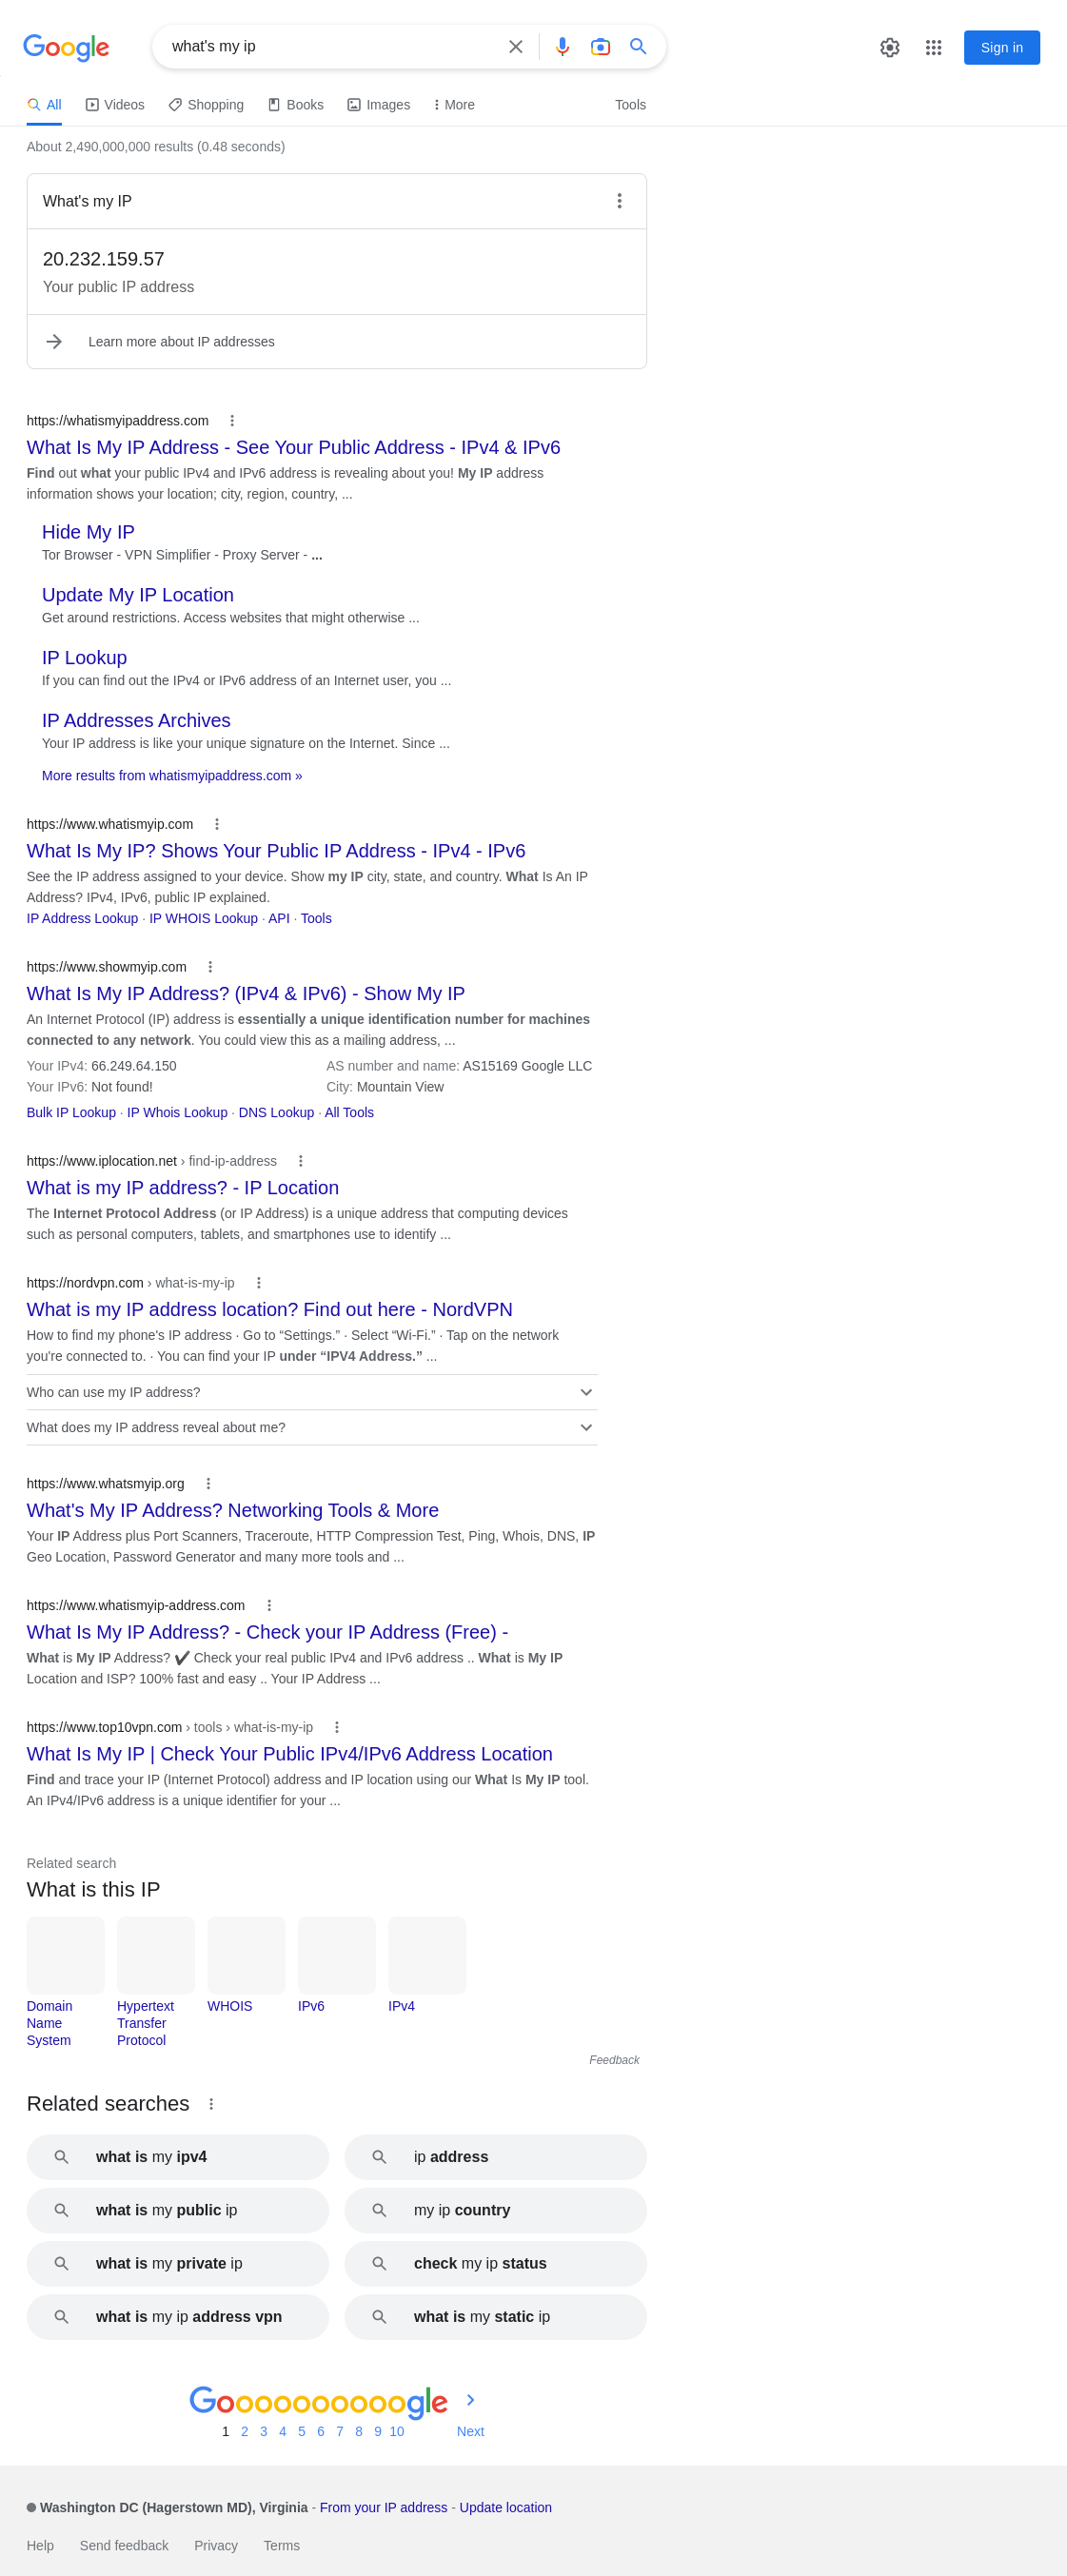 Google
what's my ip
Sign in
All
Videos
Shopping
Books
Images
More
Tools
About 2,490,000,000 results (0.48 seconds)
What's my IP
20.232.159.57
Your public IP address
Learn more about IP addresses
https://whatismyipaddress.com
What Is My IP Address - See Your Public Address - IPv4 & IPv6
Find out what your public IPv4 and IPv6 address is revealing about you! My IP address
information shows your location; city, region, country, ...
Hide My IP
Tor Browser - VPN Simplifier - Proxy Server - ...
Update My IP Location
Get around restrictions. Access websites that might otherwise ...
IP Lookup
If you can find out the IPv4 or IPv6 address of an Internet user, you ...
IP Addresses Archives
Your IP address is like your unique signature on the Internet. Since ...
More results from whatismyipaddress.com »
https://www.whatismyip.com
What Is My IP? Shows Your Public IP Address - IPv4 - IPv6
See the IP address assigned to your device. Show my IP city, state, and country. What Is An IP
Address? IPv4, IPv6, public IP explained.
IP Address Lookup · IP WHOIS Lookup · API · Tools
https://www.showmyip.com
What Is My IP Address? (IPv4 & IPv6) - Show My IP
An Internet Protocol (IP) address is essentially a unique identification number for machines
connected to any network. You could view this as a mailing address, ...
Your IPv4: 66.249.64.150 AS number and name: AS15169 Google LLC
Your IPv6: Not found! City: Mountain View
Bulk IP Lookup · IP Whois Lookup · DNS Lookup · All Tools
https://www.iplocation.net › find-ip-address
What is my IP address? - IP Location
The Internet Protocol Address (or IP Address) is a unique address that computing devices
such as personal computers, tablets, and smartphones use to identify ...
https://nordvpn.com › what-is-my-ip
What is my IP address location? Find out here - NordVPN
How to find my phone's IP address · Go to “Settings.” · Select “Wi-Fi.” · Tap on the network
you're connected to. · You can find your IP under “IPV4 Address.” ...
Who can use my IP address?
What does my IP address reveal about me?
https://www.whatsmyip.org
What's My IP Address? Networking Tools & More
Your IP Address plus Port Scanners, Traceroute, HTTP Compression Test, Ping, Whois, DNS, IP
Geo Location, Password Generator and many more tools and ...
https://www.whatismyip-address.com
What Is My IP Address? - Check your IP Address (Free) -
What is My IP Address? ✔️ Check your real public IPv4 and IPv6 address .. What is My IP
Location and ISP? 100% fast and easy .. Your IP Address ...
https://www.top10vpn.com › tools › what-is-my-ip
What Is My IP | Check Your Public IPv4/IPv6 Address Location
Find and trace your IP (Internet Protocol) address and IP location using our What Is My IP tool.
An IPv4/IPv6 address is a unique identifier for your ...
Related search
What is this IP
Domain Name System
Hypertext Transfer Protocol
WHOIS
IPv6
IPv4
Feedback
Related searches
what is my ipv4
ip address
what is my public ip
my ip country
what is my private ip
check my ip status
what is my ip address vpn
what is my static ip
Goooooooooogle
1 2 3 4 5 6 7 8 9 10 Next
Washington DC (Hagerstown MD), Virginia - From your IP address - Update location
Help Send feedback Privacy Terms